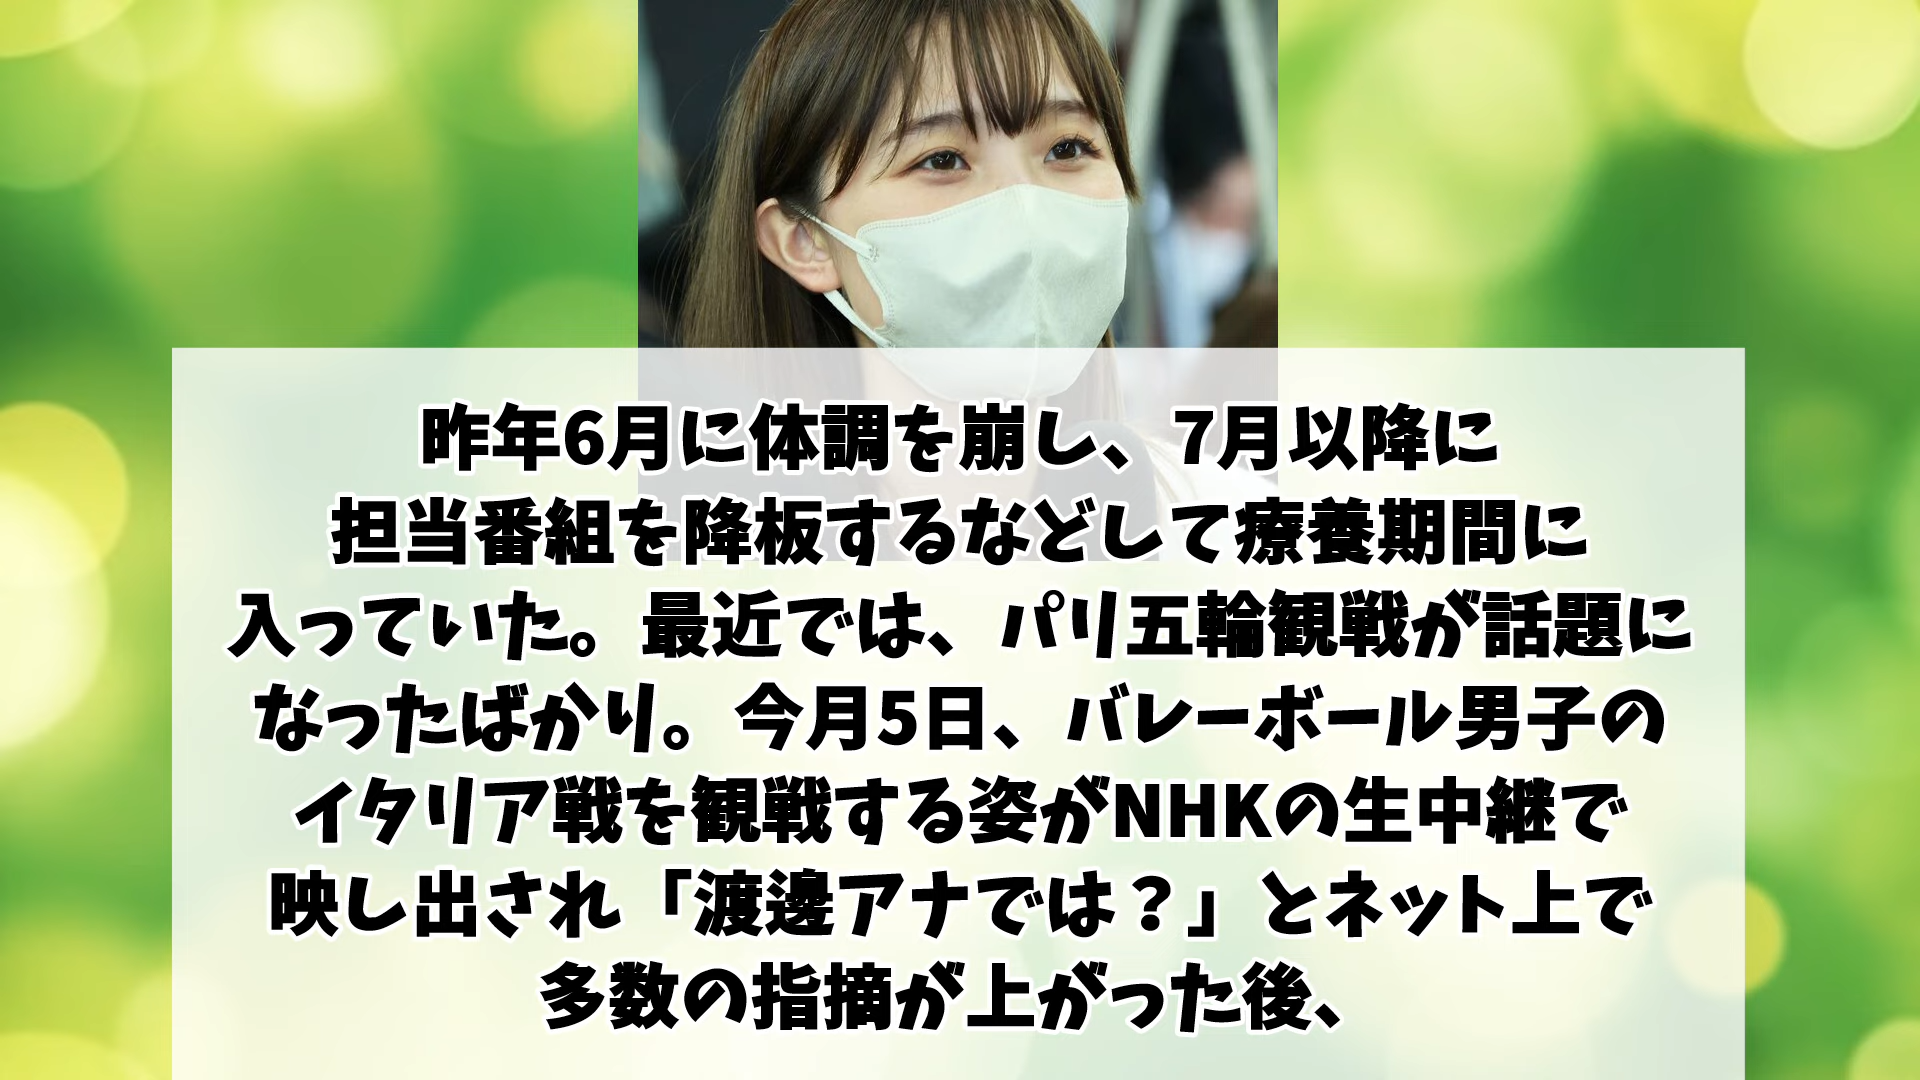 昨年6月に体調を崩し、7月以降に
担当番組を降板するなどして療養期間に
入っていた。最近では、パリ五輪観戦が話題に
なったばかり。今月5日、バレーボール男子の
イタリア戦を観戦する姿がNHKの生中継で
映し出され「渡邊アナでは？」とネット上で
多数の指摘が上がった後、